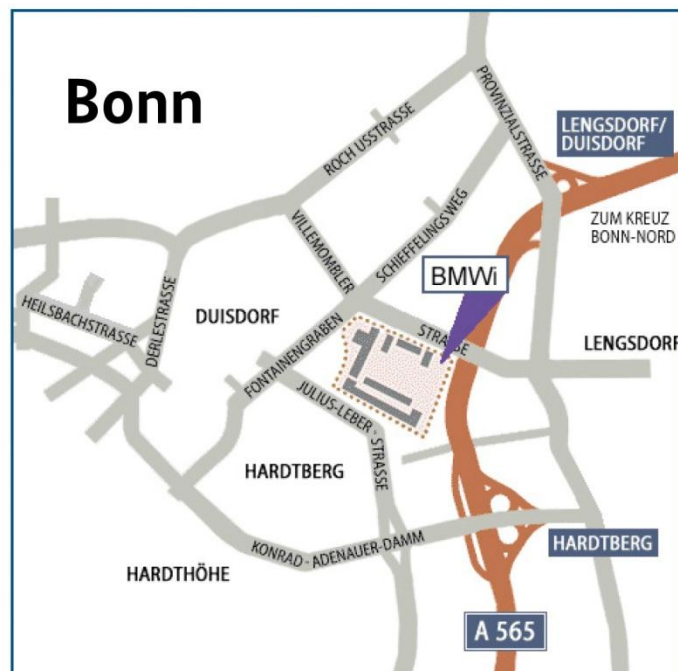 Bonn
PROVINZIALSTRASSE
ROCH USSTRASSE
LENGSDORF/
DUISDORF
ZUM KREUZ
BONN-NORD
VILLEMOMBLER
SCHIEFFELINGSWEG
BMWi
HEILSBACHSTRASSE
DERLESTRASSE
DUISDORF
FONTAINENGRABEN
STRASSE
LENGSDORF
JULIUS-LEBER-
STRASSE
HARDTBERG
KONRAD-ADENAUER-DAMM
HARDTBERG
HARDTHÖHE
A 565